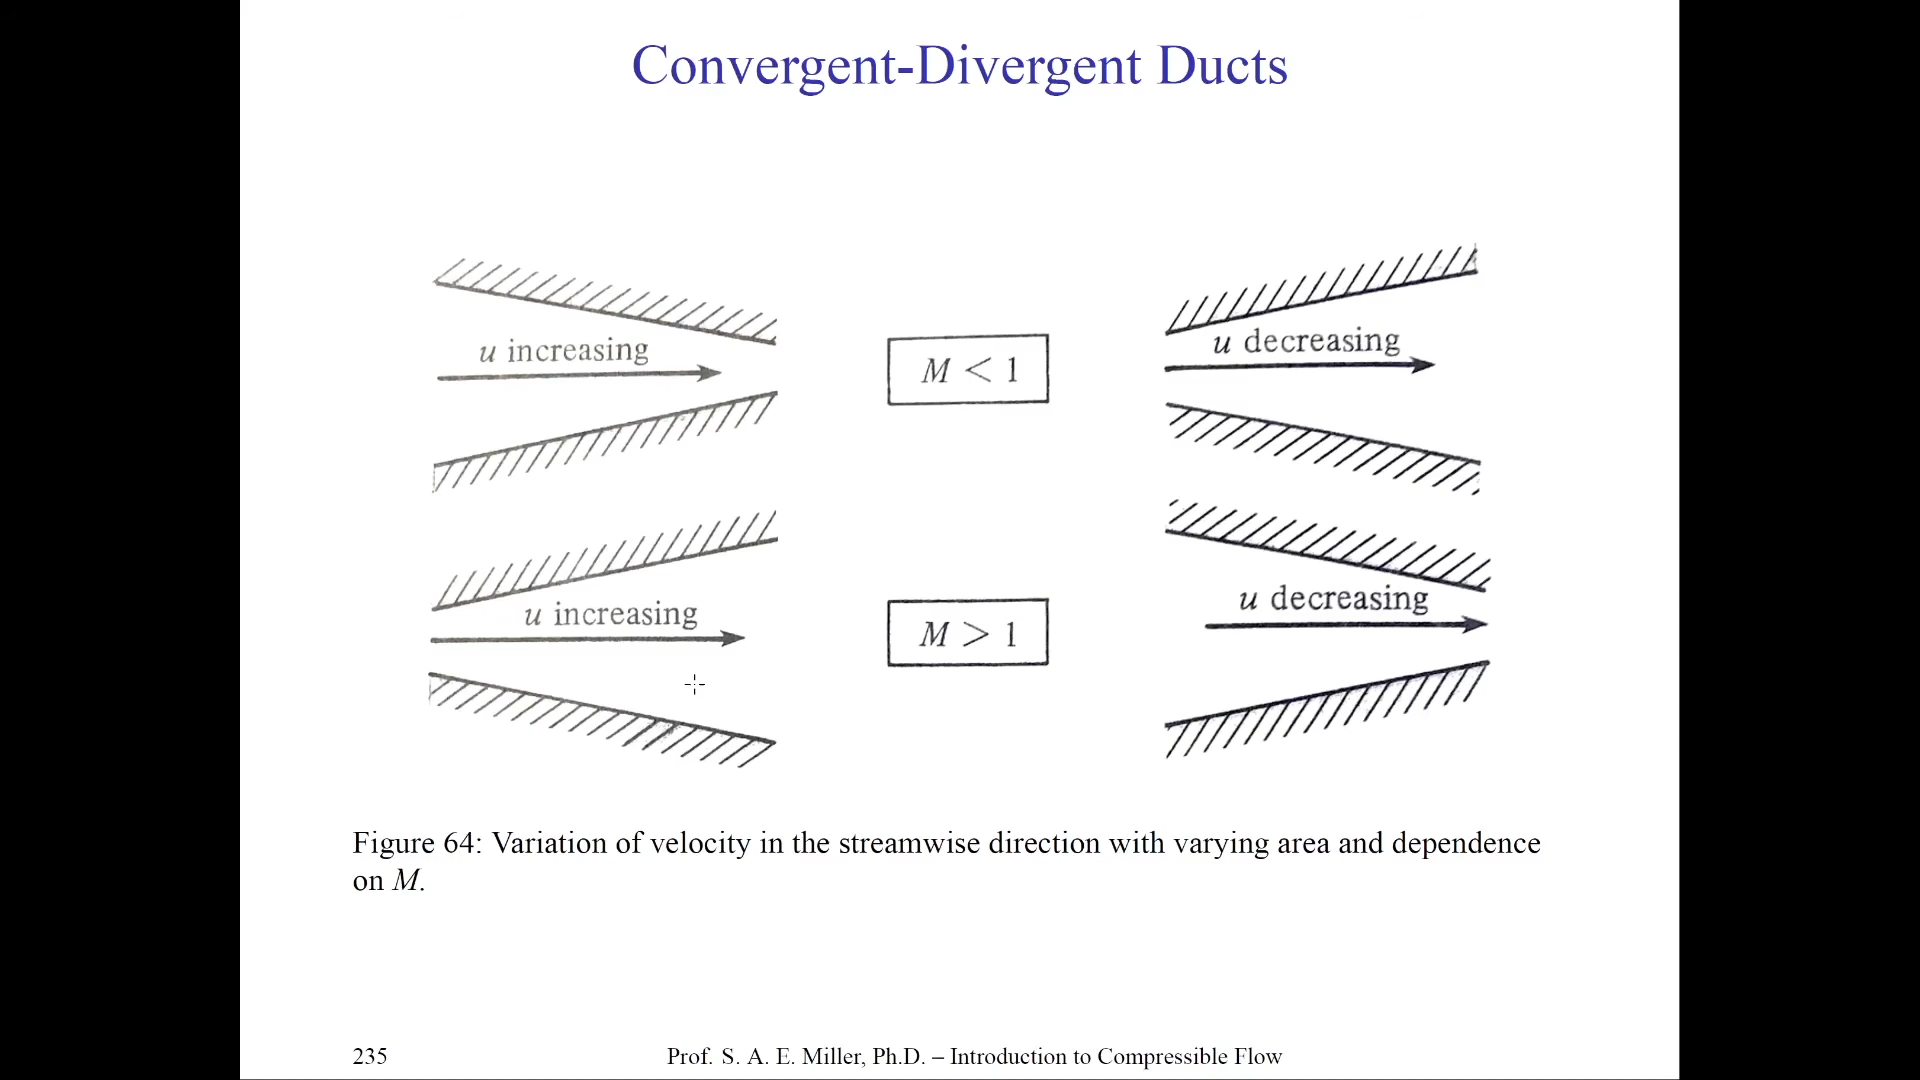 Convergent-Divergent Ducts
u increasing
M < 1
u decreasing
u increasing
M > 1
u decreasing
Figure 64: Variation of velocity in the streamwise direction with varying area and dependence
on M.
235
Prof. S. A. E. Miller, Ph.D. – Introduction to Compressible Flow